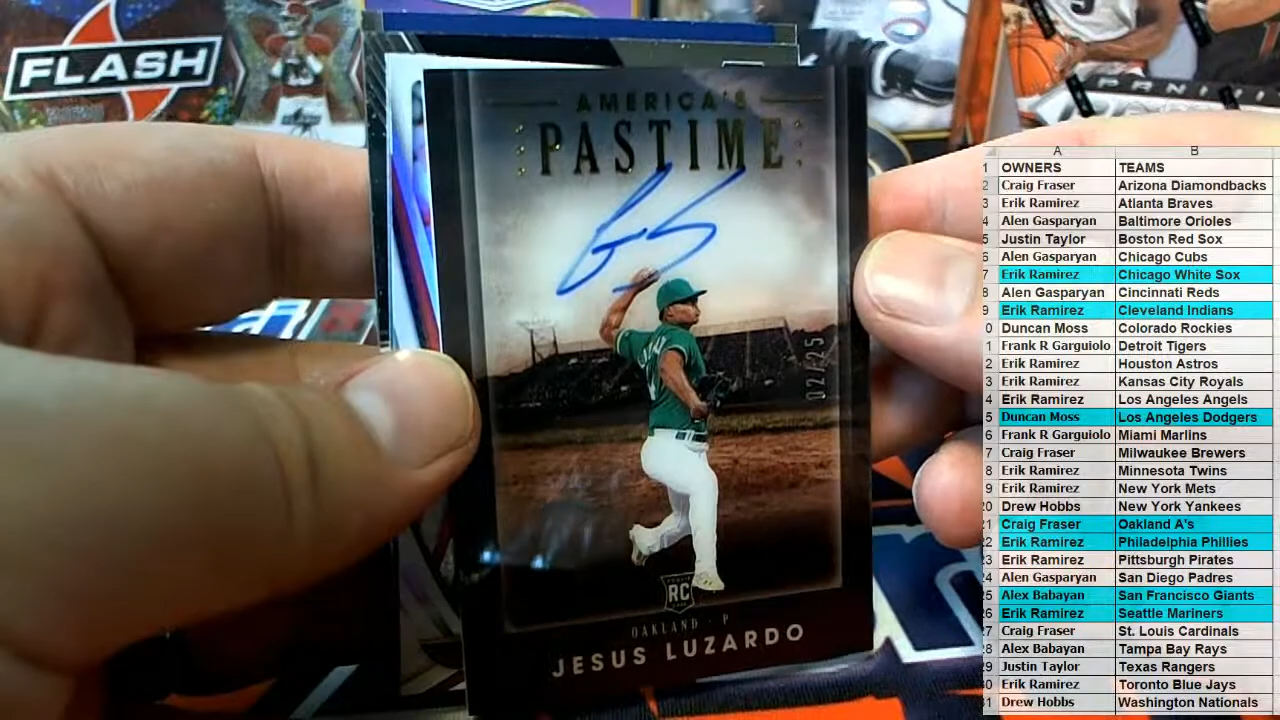 FLASH
AMERICA'S
PASTIME
02/25
RC
OAKLAND - P
JESUS LUZARDO
PANINI
A B
1 OWNERS TEAMS
2 Craig Fraser Arizona Diamondbacks
3 Erik Ramirez Atlanta Braves
4 Alen Gasparyan Baltimore Orioles
5 Justin Taylor Boston Red Sox
6 Alen Gasparyan Chicago Cubs
7 Erik Ramirez Chicago White Sox
8 Alen Gasparyan Cincinnati Reds
9 Erik Ramirez Cleveland Indians
0 Duncan Moss Colorado Rockies
1 Frank R Garguiolo Detroit Tigers
2 Erik Ramirez Houston Astros
3 Erik Ramirez Kansas City Royals
4 Erik Ramirez Los Angeles Angels
5 Duncan Moss Los Angeles Dodgers
6 Frank R Garguiolo Miami Marlins
7 Craig Fraser Milwaukee Brewers
8 Erik Ramirez Minnesota Twins
9 Erik Ramirez New York Mets
20 Drew Hobbs New York Yankees
21 Craig Fraser Oakland A's
22 Erik Ramirez Philadelphia Phillies
23 Erik Ramirez Pittsburgh Pirates
24 Alen Gasparyan San Diego Padres
25 Alex Babayan San Francisco Giants
26 Erik Ramirez Seattle Mariners
27 Craig Fraser St. Louis Cardinals
28 Alex Babayan Tampa Bay Rays
29 Justin Taylor Texas Rangers
30 Erik Ramirez Toronto Blue Jays
31 Drew Hobbs Washington Nationals